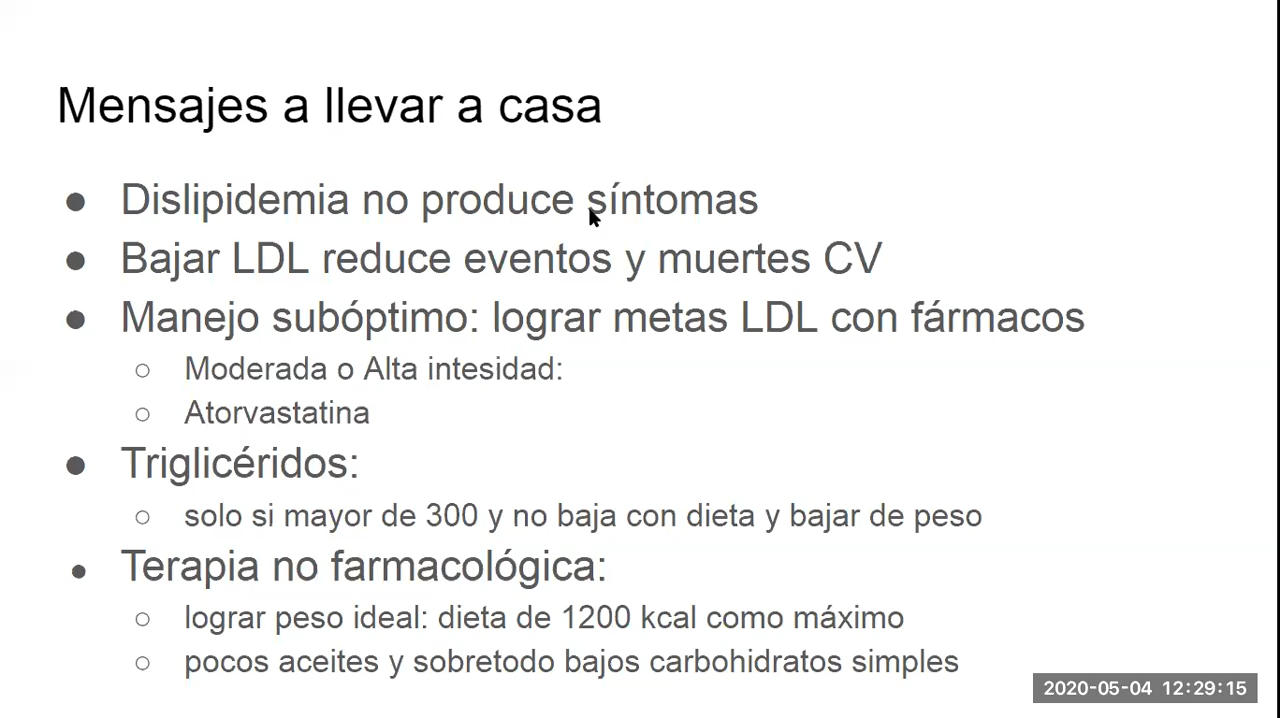 Mensajes a llevar a casa
● Dislipidemia no produce síntomas
● Bajar LDL reduce eventos y muertes CV
● Manejo subóptimo: lograr metas LDL con fármacos
○ Moderada o Alta intesidad:
○ Atorvastatina
● Triglicéridos:
○ solo si mayor de 300 y no baja con dieta y bajar de peso
● Terapia no farmacológica:
○ lograr peso ideal: dieta de 1200 kcal como máximo
○ pocos aceites y sobretodo bajos carbohidratos simples
2020-05-04 12:29:15